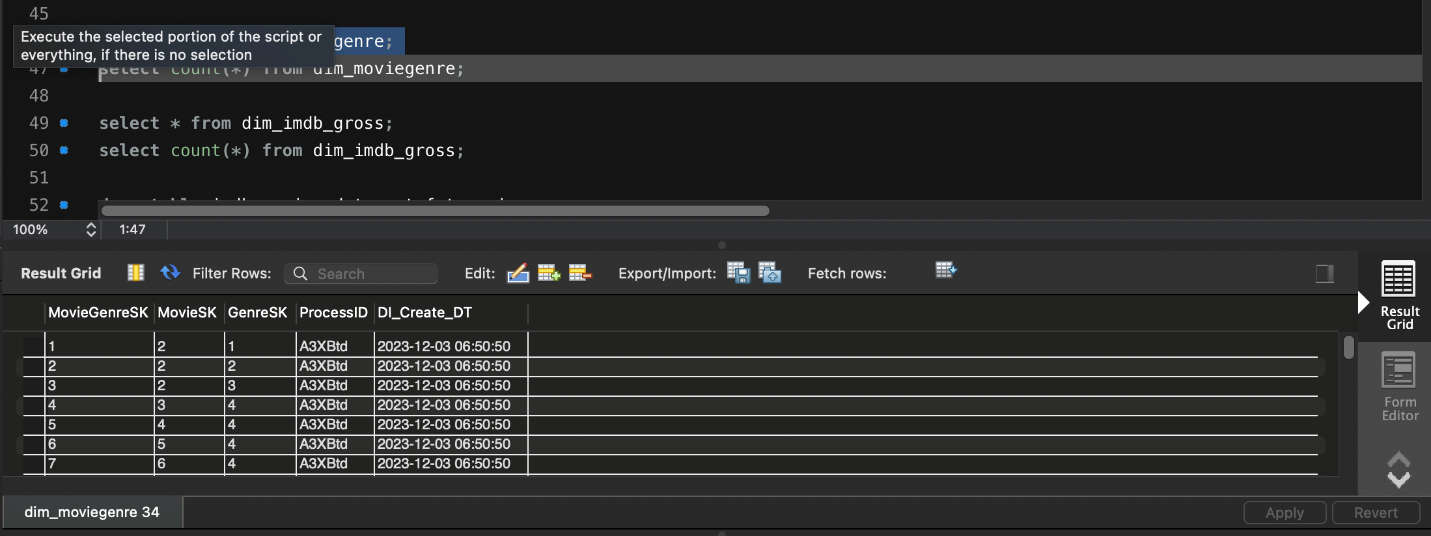 45
Execute the selected portion of the script or
everything, if there is no selection
genre;
47 select count(*) from dim_moviegenre;
48
49 select * from dim_imdb_gross;
50 select count(*) from dim_imdb_gross;
51
52
100% 1:47
Result Grid Filter Rows: Search Edit: Export/Import: Fetch rows:
MovieGenreSK MovieSK GenreSK ProcessID DI_Create_DT
1 2 1 A3XBtd 2023-12-03 06:50:50
2 2 2 A3XBtd 2023-12-03 06:50:50
3 2 3 A3XBtd 2023-12-03 06:50:50
4 3 4 A3XBtd 2023-12-03 06:50:50
5 4 4 A3XBtd 2023-12-03 06:50:50
6 5 4 A3XBtd 2023-12-03 06:50:50
7 6 4 A3XBtd 2023-12-03 06:50:50
Result
Grid
Form
Editor
dim_moviegenre 34 Apply Revert